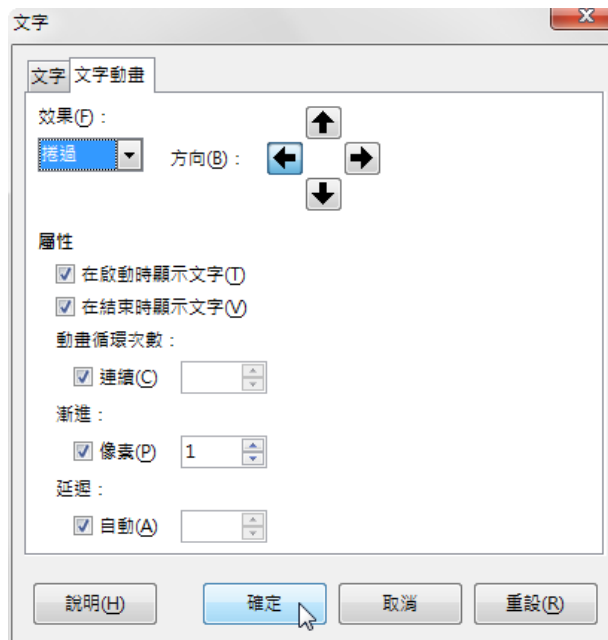 文字
文字 文字動畫
效果(F)：
捲過 方向(B)：
屬性
在啟動時顯示文字(T)
在結束時顯示文字(V)
動畫循環次數：
連續(C)
漸進：
像素(P) 1
延遲：
自動(A)
說明(H) 確定 取消 重設(R)